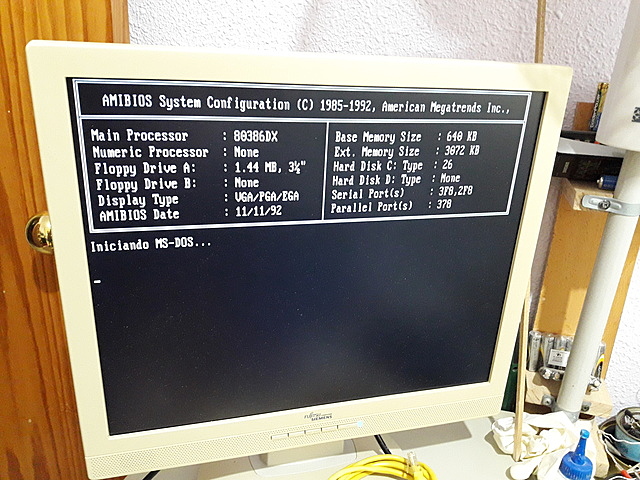 AMIBIOS System Configuration (C) 1985-1992, American Megatrends Inc.,
Main Processor : 80386DX
Numeric Processor : None
Floppy Drive A: : 1.44 MB, 3½"
Floppy Drive B: : None
Display Type : VGA/PGA/EGA
AMIBIOS Date : 11/11/92
Base Memory Size : 640 KB
Ext. Memory Size : 3072 KB
Hard Disk C: Type : 26
Hard Disk D: Type : None
Serial Port(s) : 3F8,2F8
Parallel Port(s) : 378
Iniciando MS-DOS...
FUJITSU
SIEMENS